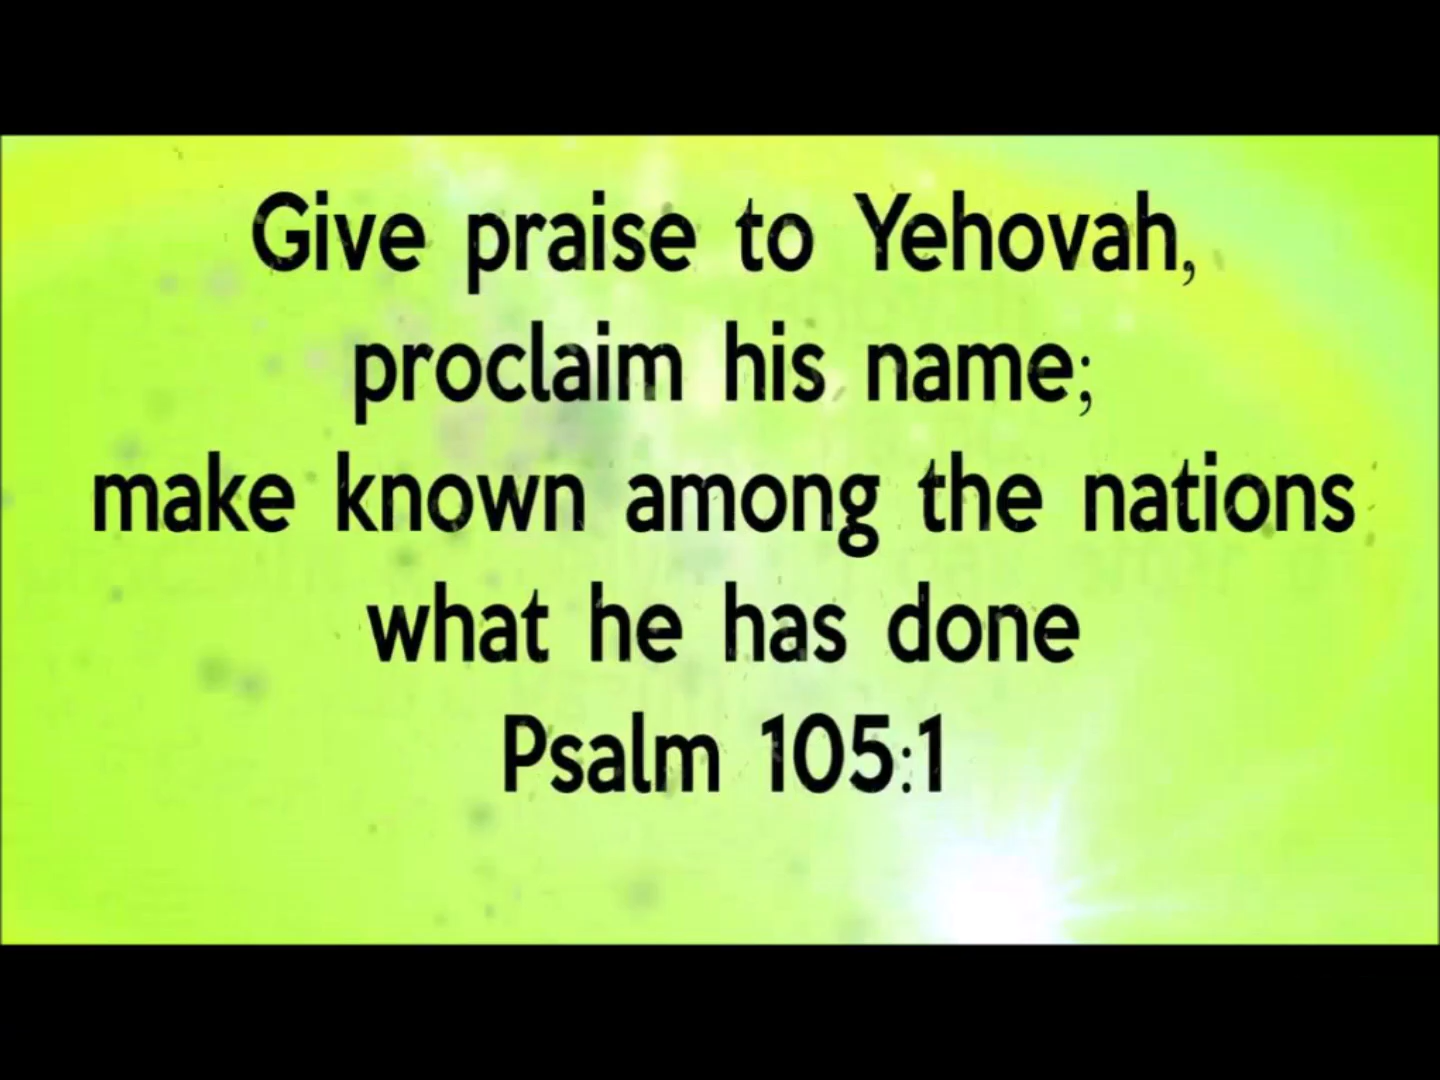 Give praise to Yehovah,
proclaim his name;
make known among the nations
what he has done
Psalm 105:1